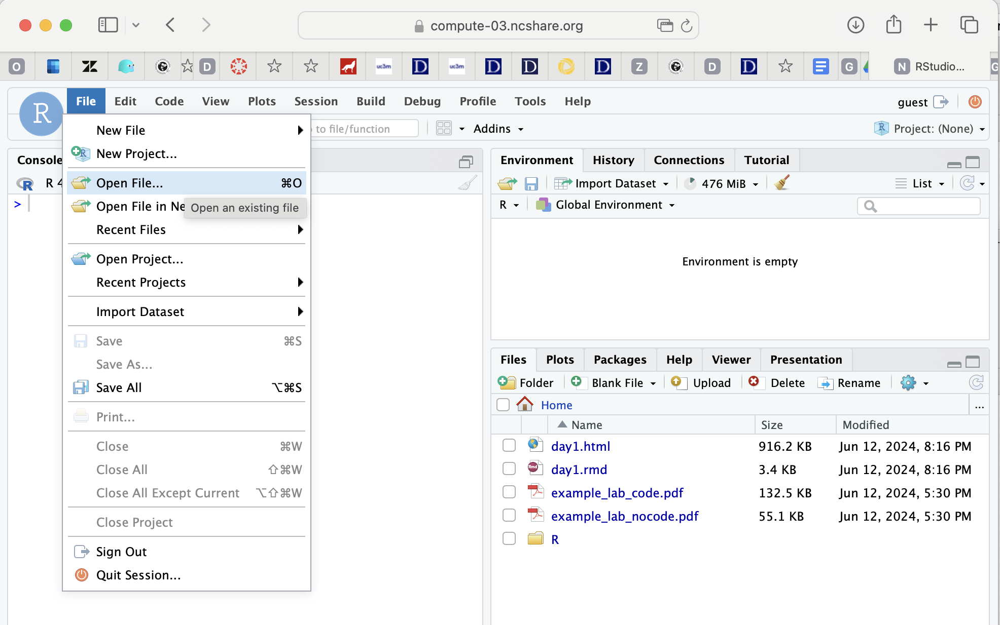 compute-03.ncshare.org
O
D
uc3m
D
uc3m
D
D
D
Z
D
D
G
N RStudio...
G
R
File Edit Code View Plots Session Build Debug Profile Tools Help
guest
to file/function
Addins
Project: (None)
New File
New Project...
Open File... ⌘O
Open File in Ne
Open an existing file
Recent Files
Open Project...
Recent Projects
Import Dataset
Save ⌘S
Save As...
Save All ⌥⌘S
Print...
Close ⌘W
Close All ⇧⌘W
Close All Except Current ⌥⇧⌘W
Close Project
Sign Out
Quit Session...
Console
R 4
>
Environment History Connections Tutorial
Import Dataset 476 MiB List
R Global Environment
Environment is empty
Files Plots Packages Help Viewer Presentation
Folder Blank File Upload Delete Rename
Home ...
Name Size Modified
day1.html 916.2 KB Jun 12, 2024, 8:16 PM
Rmd day1.rmd 3.4 KB Jun 12, 2024, 8:16 PM
example_lab_code.pdf 132.5 KB Jun 12, 2024, 5:30 PM
example_lab_nocode.pdf 55.1 KB Jun 12, 2024, 5:30 PM
R